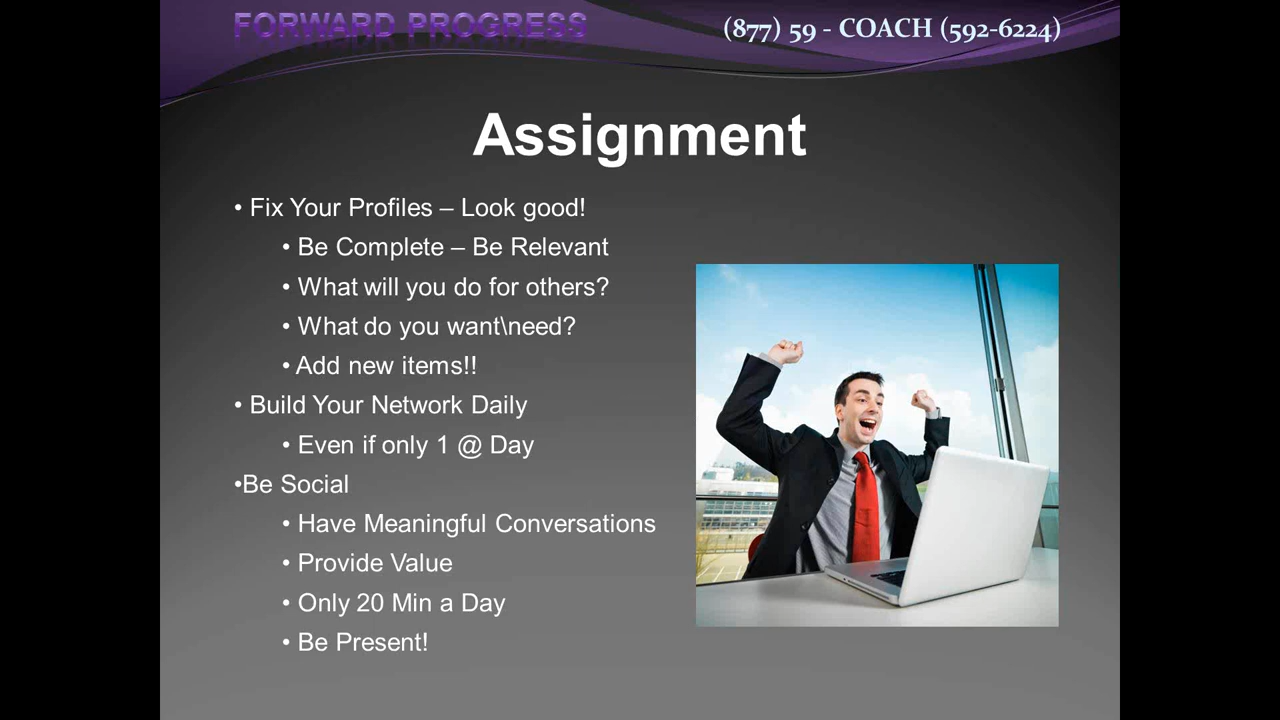 FORWARD PROGRESS
(877) 59 - COACH (592-6224)
Assignment
• Fix Your Profiles – Look good!
• Be Complete – Be Relevant
• What will you do for others?
• What do you want\need?
• Add new items!!
• Build Your Network Daily
• Even if only 1 @ Day
•Be Social
• Have Meaningful Conversations
• Provide Value
• Only 20 Min a Day
• Be Present!